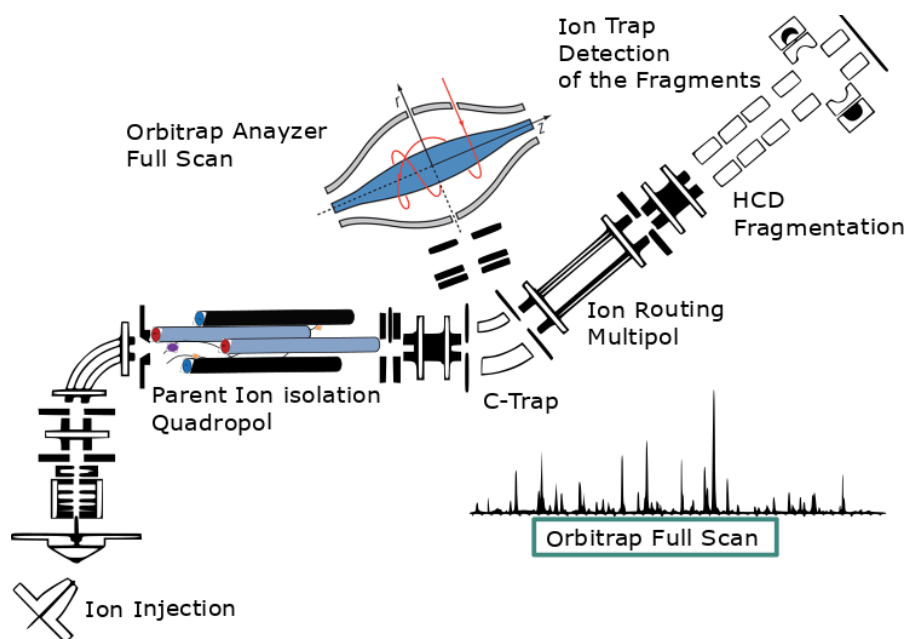 Ion Trap
Detection
of the Fragments
Orbitrap Anayzer
Full Scan
r
Z
HCD
Fragmentation
Ion Routing
Multipol
Parent Ion isolation
Quadropol
C-Trap
Orbitrap Full Scan
Ion Injection